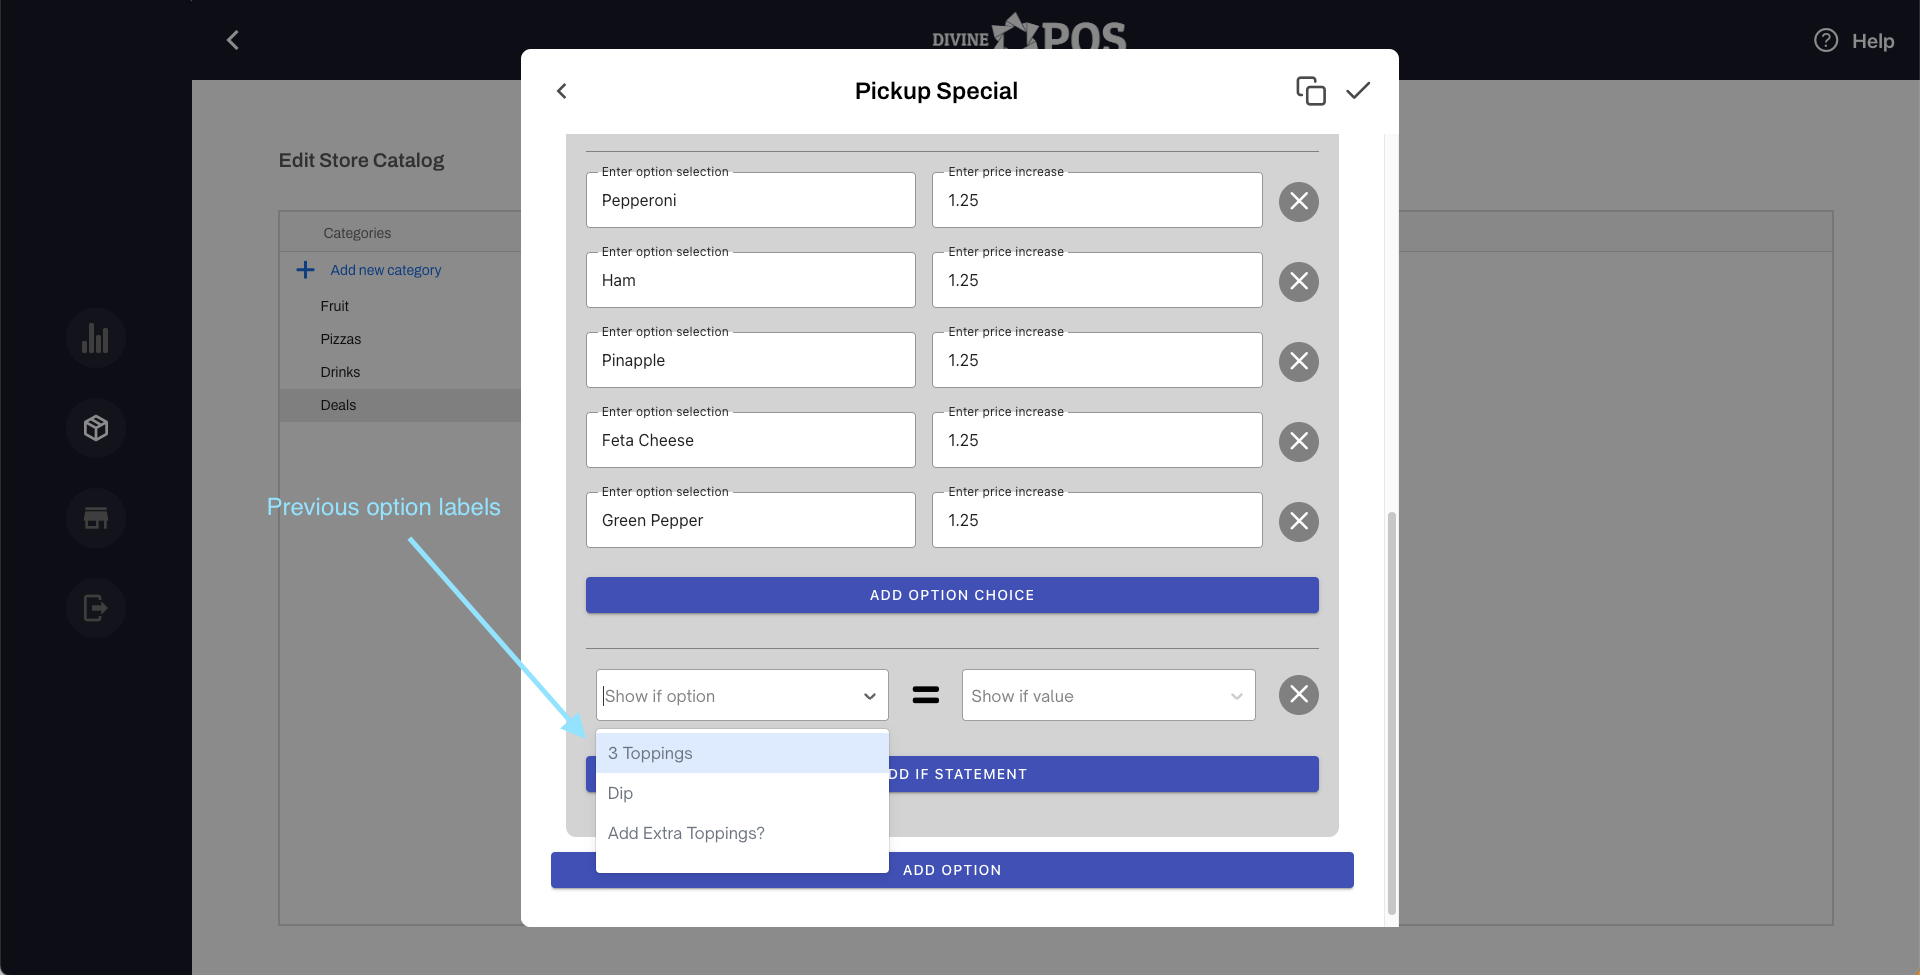 DIVINE POS
Help
Pickup Special
Edit Store Catalog
Categories
Add new category
Fruit
Pizzas
Drinks
Deals
Enter option selection
Pepperoni
Enter price increase
1.25
Enter option selection
Ham
Enter price increase
1.25
Enter option selection
Pinapple
Enter price increase
1.25
Enter option selection
Feta Cheese
Enter price increase
1.25
Enter option selection
Green Pepper
Enter price increase
1.25
Previous option labels
ADD OPTION CHOICE
Show if option
Show if value
3 Toppings
Dip
Add Extra Toppings?
DD IF STATEMENT
ADD OPTION